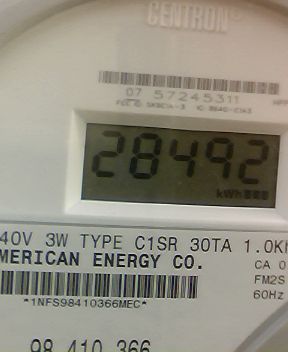 CENTRON®
07 57245311
28492
kWh
40V 3W TYPE C1SR 30TA 1.0K
MERICAN ENERGY CO.
CA 0
FM2S
60Hz
*1NFS98410366MEC*
98 410 366